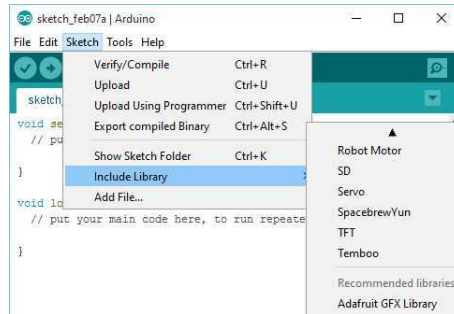 sketch_feb07a | Arduino
File Edit Sketch Tools Help
Verify/Compile Ctrl+R
Upload Ctrl+U
Upload Using Programmer Ctrl+Shift+U
Export compiled Binary Ctrl+Alt+S
Show Sketch Folder Ctrl+K
Include Library
Add File...
sketch_
void se
// pu
}
void lo
// put your main code here, to run repeate
}
Robot Motor
SD
Servo
SpacebrewYun
TFT
Temboo
Recommended libraries
Adafruit GFX Library